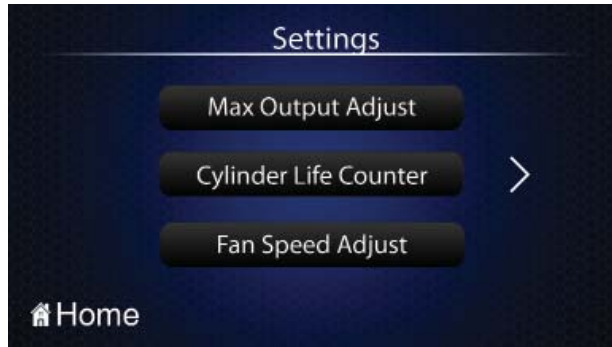 Settings
Max Output Adjust
Cylinder Life Counter
Fan Speed Adjust
Home